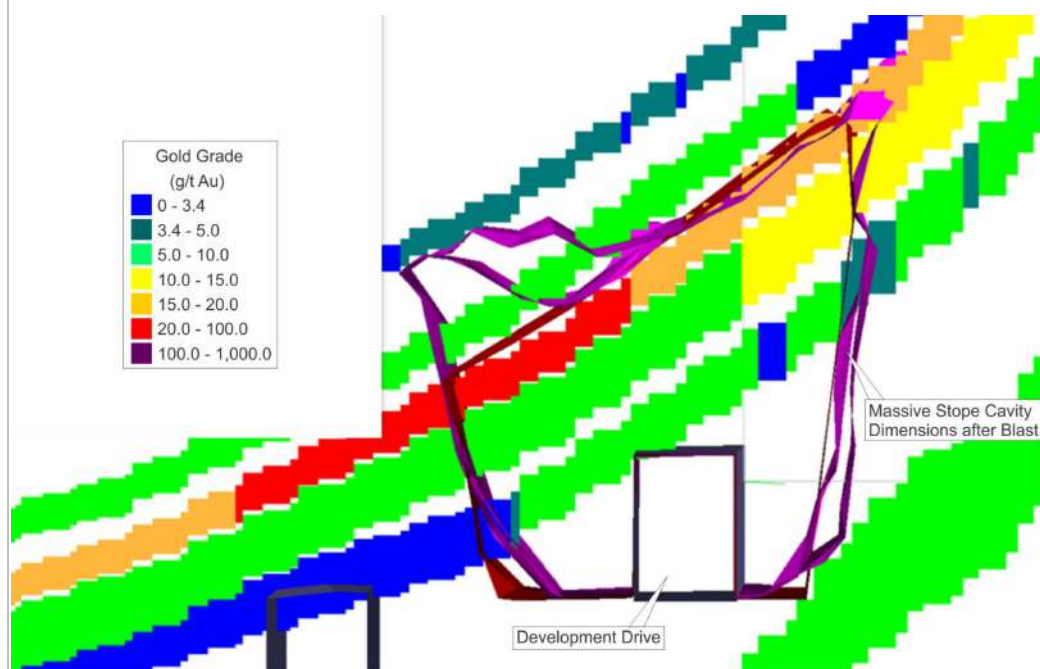 Gold Grade
(g/t Au)
0 - 3.4
3.4 - 5.0
5.0 - 10.0
10.0 - 15.0
15.0 - 20.0
20.0 - 100.0
100.0 - 1,000.0
Massive Stope Cavity
Dimensions after Blast
Development Drive